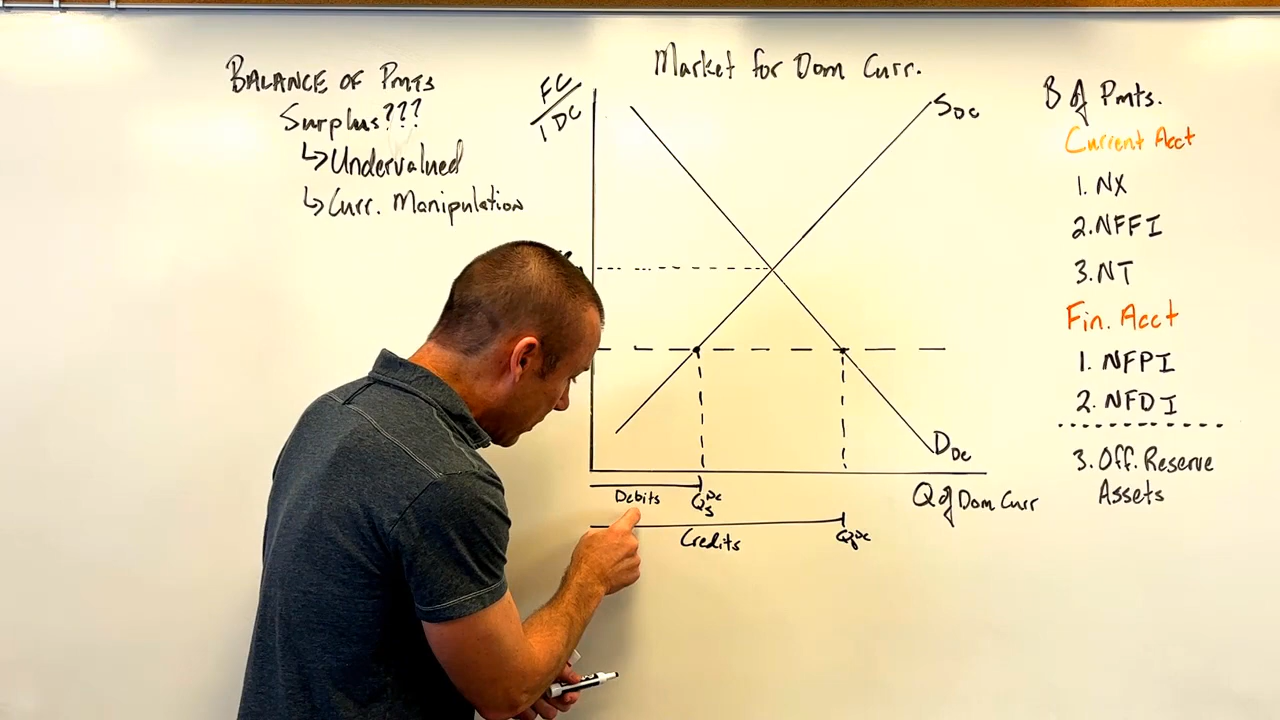 BALANCE OF PMTS
Surplus???
↳Undervalued
↳Curr. Manipulation
Market for Dom Curr.
FC
1 DC
SDC
DDC
Q of Dom Curr
Debits
QsDC
Credits
QDDC
B of Pmts.
Current Acct
1. NX
2. NFFI
3. NT
Fin. Acct
1. NFPI
2. NFDI
3. Off. Reserve
Assets